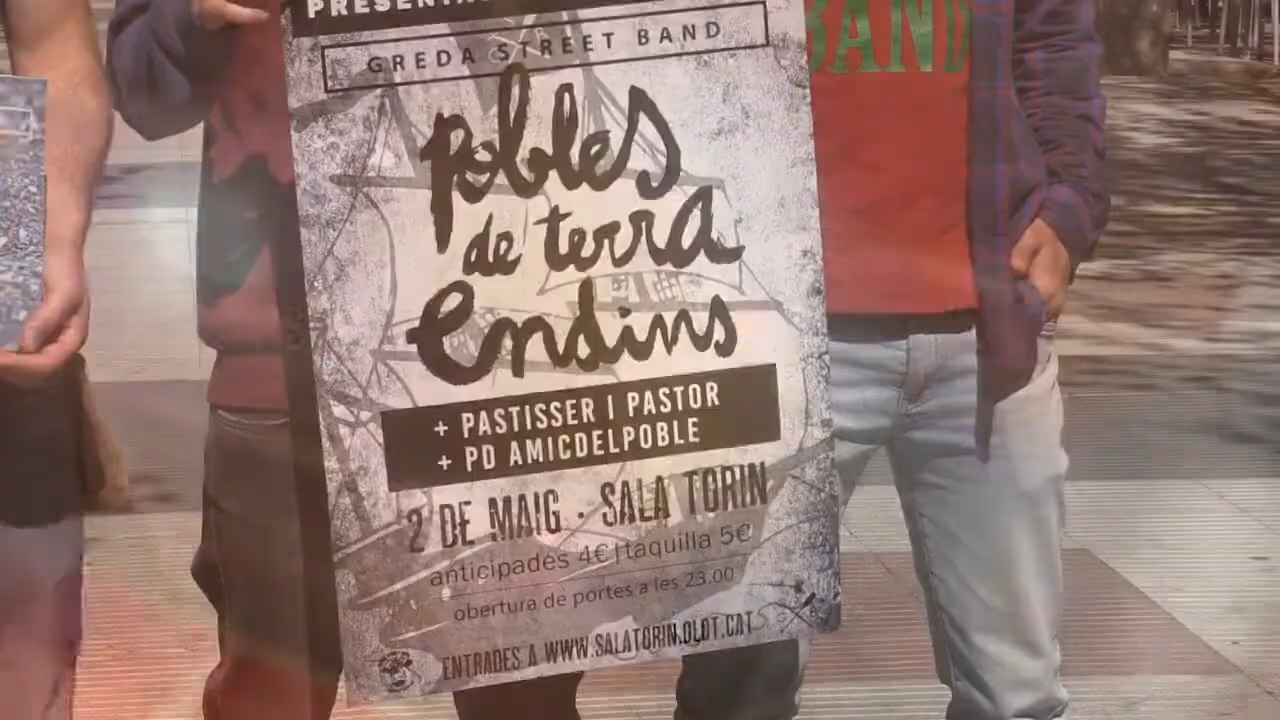 GREDA STREET BAND
BAND
pobles
de terra
Endins
+ PASTISSER I PASTOR
+ PD AMICDELPOBLE
2 DE MAIG · SALA TORIN
anticipades 4€|taquilla 5€
obertura de portes a les 23.00
ENTRADES A WWW.SALATORIN.OLOT.CAT